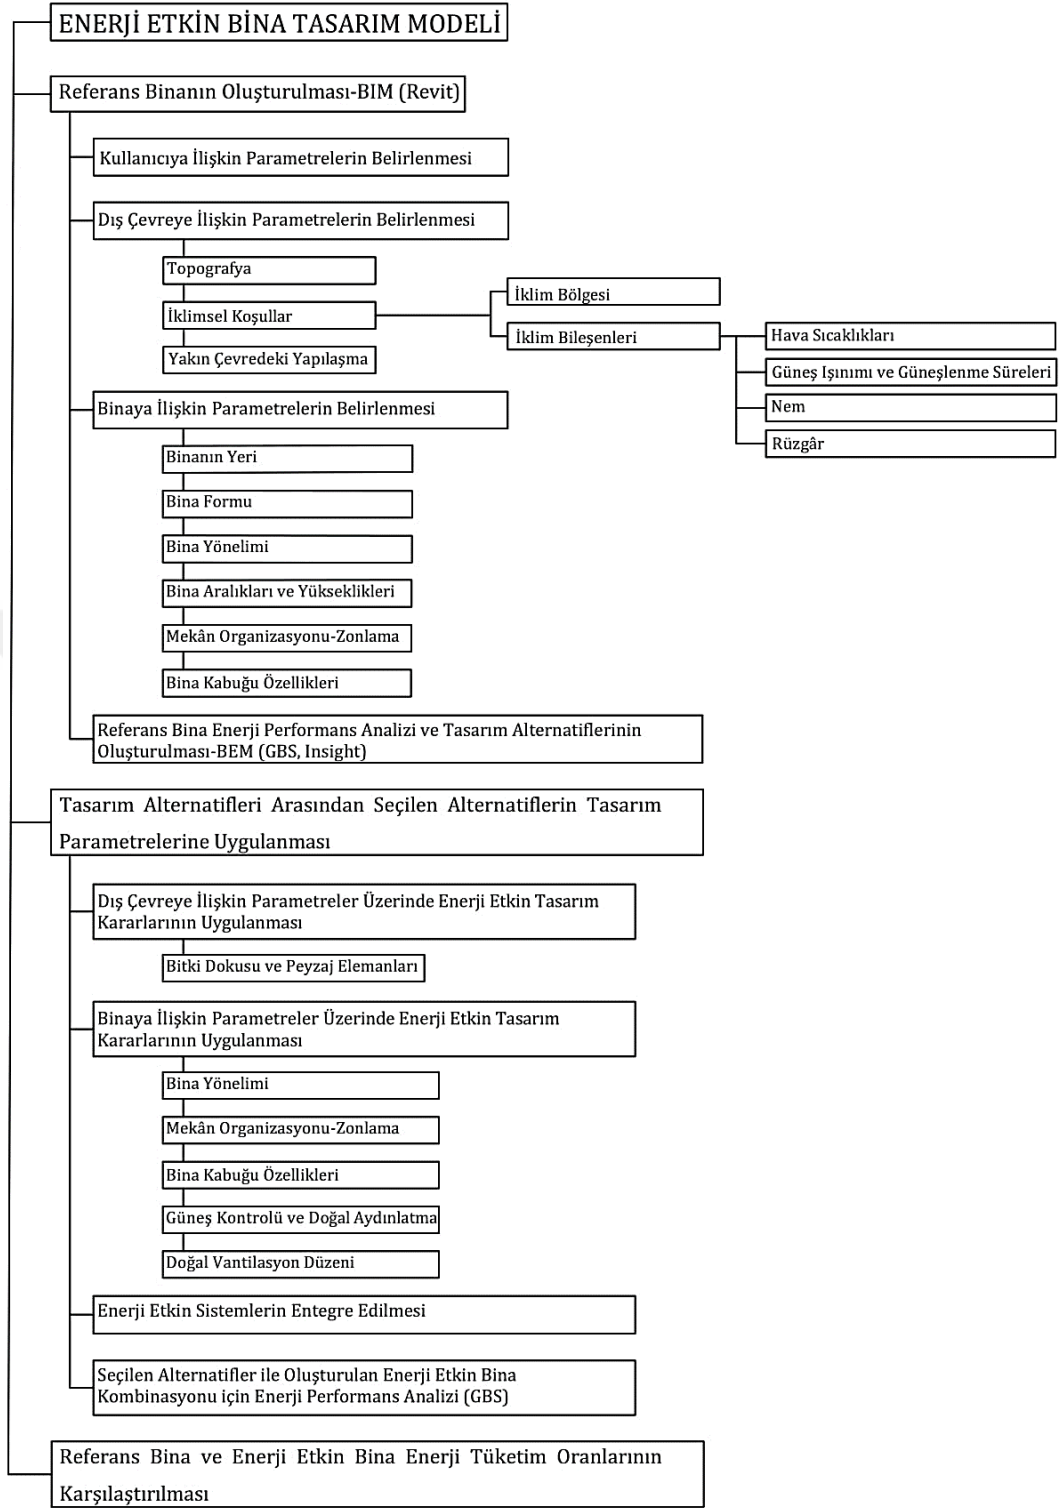 ENERJİ ETKİN BİNA TASARIM MODELİ
Referans Binanın Oluşturulması-BIM (Revit)
Kullanıcıya İlişkin Parametrelerin Belirlenmesi
Dış Çevreye İlişkin Parametrelerin Belirlenmesi
Topografya
İklimsel Koşullar
Yakın Çevredeki Yapılaşma
İklim Bölgesi
İklim Bileşenleri
Hava Sıcaklıkları
Güneş Işınımı ve Güneşlenme Süreleri
Nem
Rüzgâr
Binaya İlişkin Parametrelerin Belirlenmesi
Binanın Yeri
Bina Formu
Bina Yönelimi
Bina Aralıkları ve Yükseklikleri
Mekân Organizasyonu-Zonlama
Bina Kabuğu Özellikleri
Referans Bina Enerji Performans Analizi ve Tasarım Alternatiflerinin
Oluşturulması-BEM (GBS, Insight)
Tasarım Alternatifleri Arasından Seçilen Alternatiflerin Tasarım
Parametrelerine Uygulanması
Dış Çevreye İlişkin Parametreler Üzerinde Enerji Etkin Tasarım
Kararlarının Uygulanması
Bitki Dokusu ve Peyzaj Elemanları
Binaya İlişkin Parametreler Üzerinde Enerji Etkin Tasarım
Kararlarının Uygulanması
Bina Yönelimi
Mekân Organizasyonu-Zonlama
Bina Kabuğu Özellikleri
Güneş Kontrolü ve Doğal Aydınlatma
Doğal Vantilasyon Düzeni
Enerji Etkin Sistemlerin Entegre Edilmesi
Seçilen Alternatifler ile Oluşturulan Enerji Etkin Bina
Kombinasyonu için Enerji Performans Analizi (GBS)
Referans Bina ve Enerji Etkin Bina Enerji Tüketim Oranlarının
Karşılaştırılması